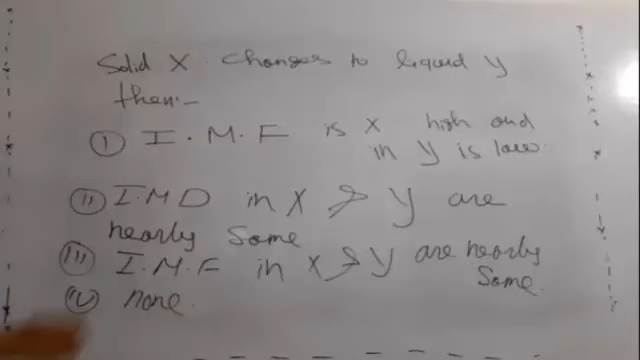 Solid X changes to liquid Y
then:-
(I) I.M.F is X high and
in Y is low.
(II) I.M.D in X & Y are
nearly same
(III) I.M.F in X & Y are nearly
same.
(IV) none.